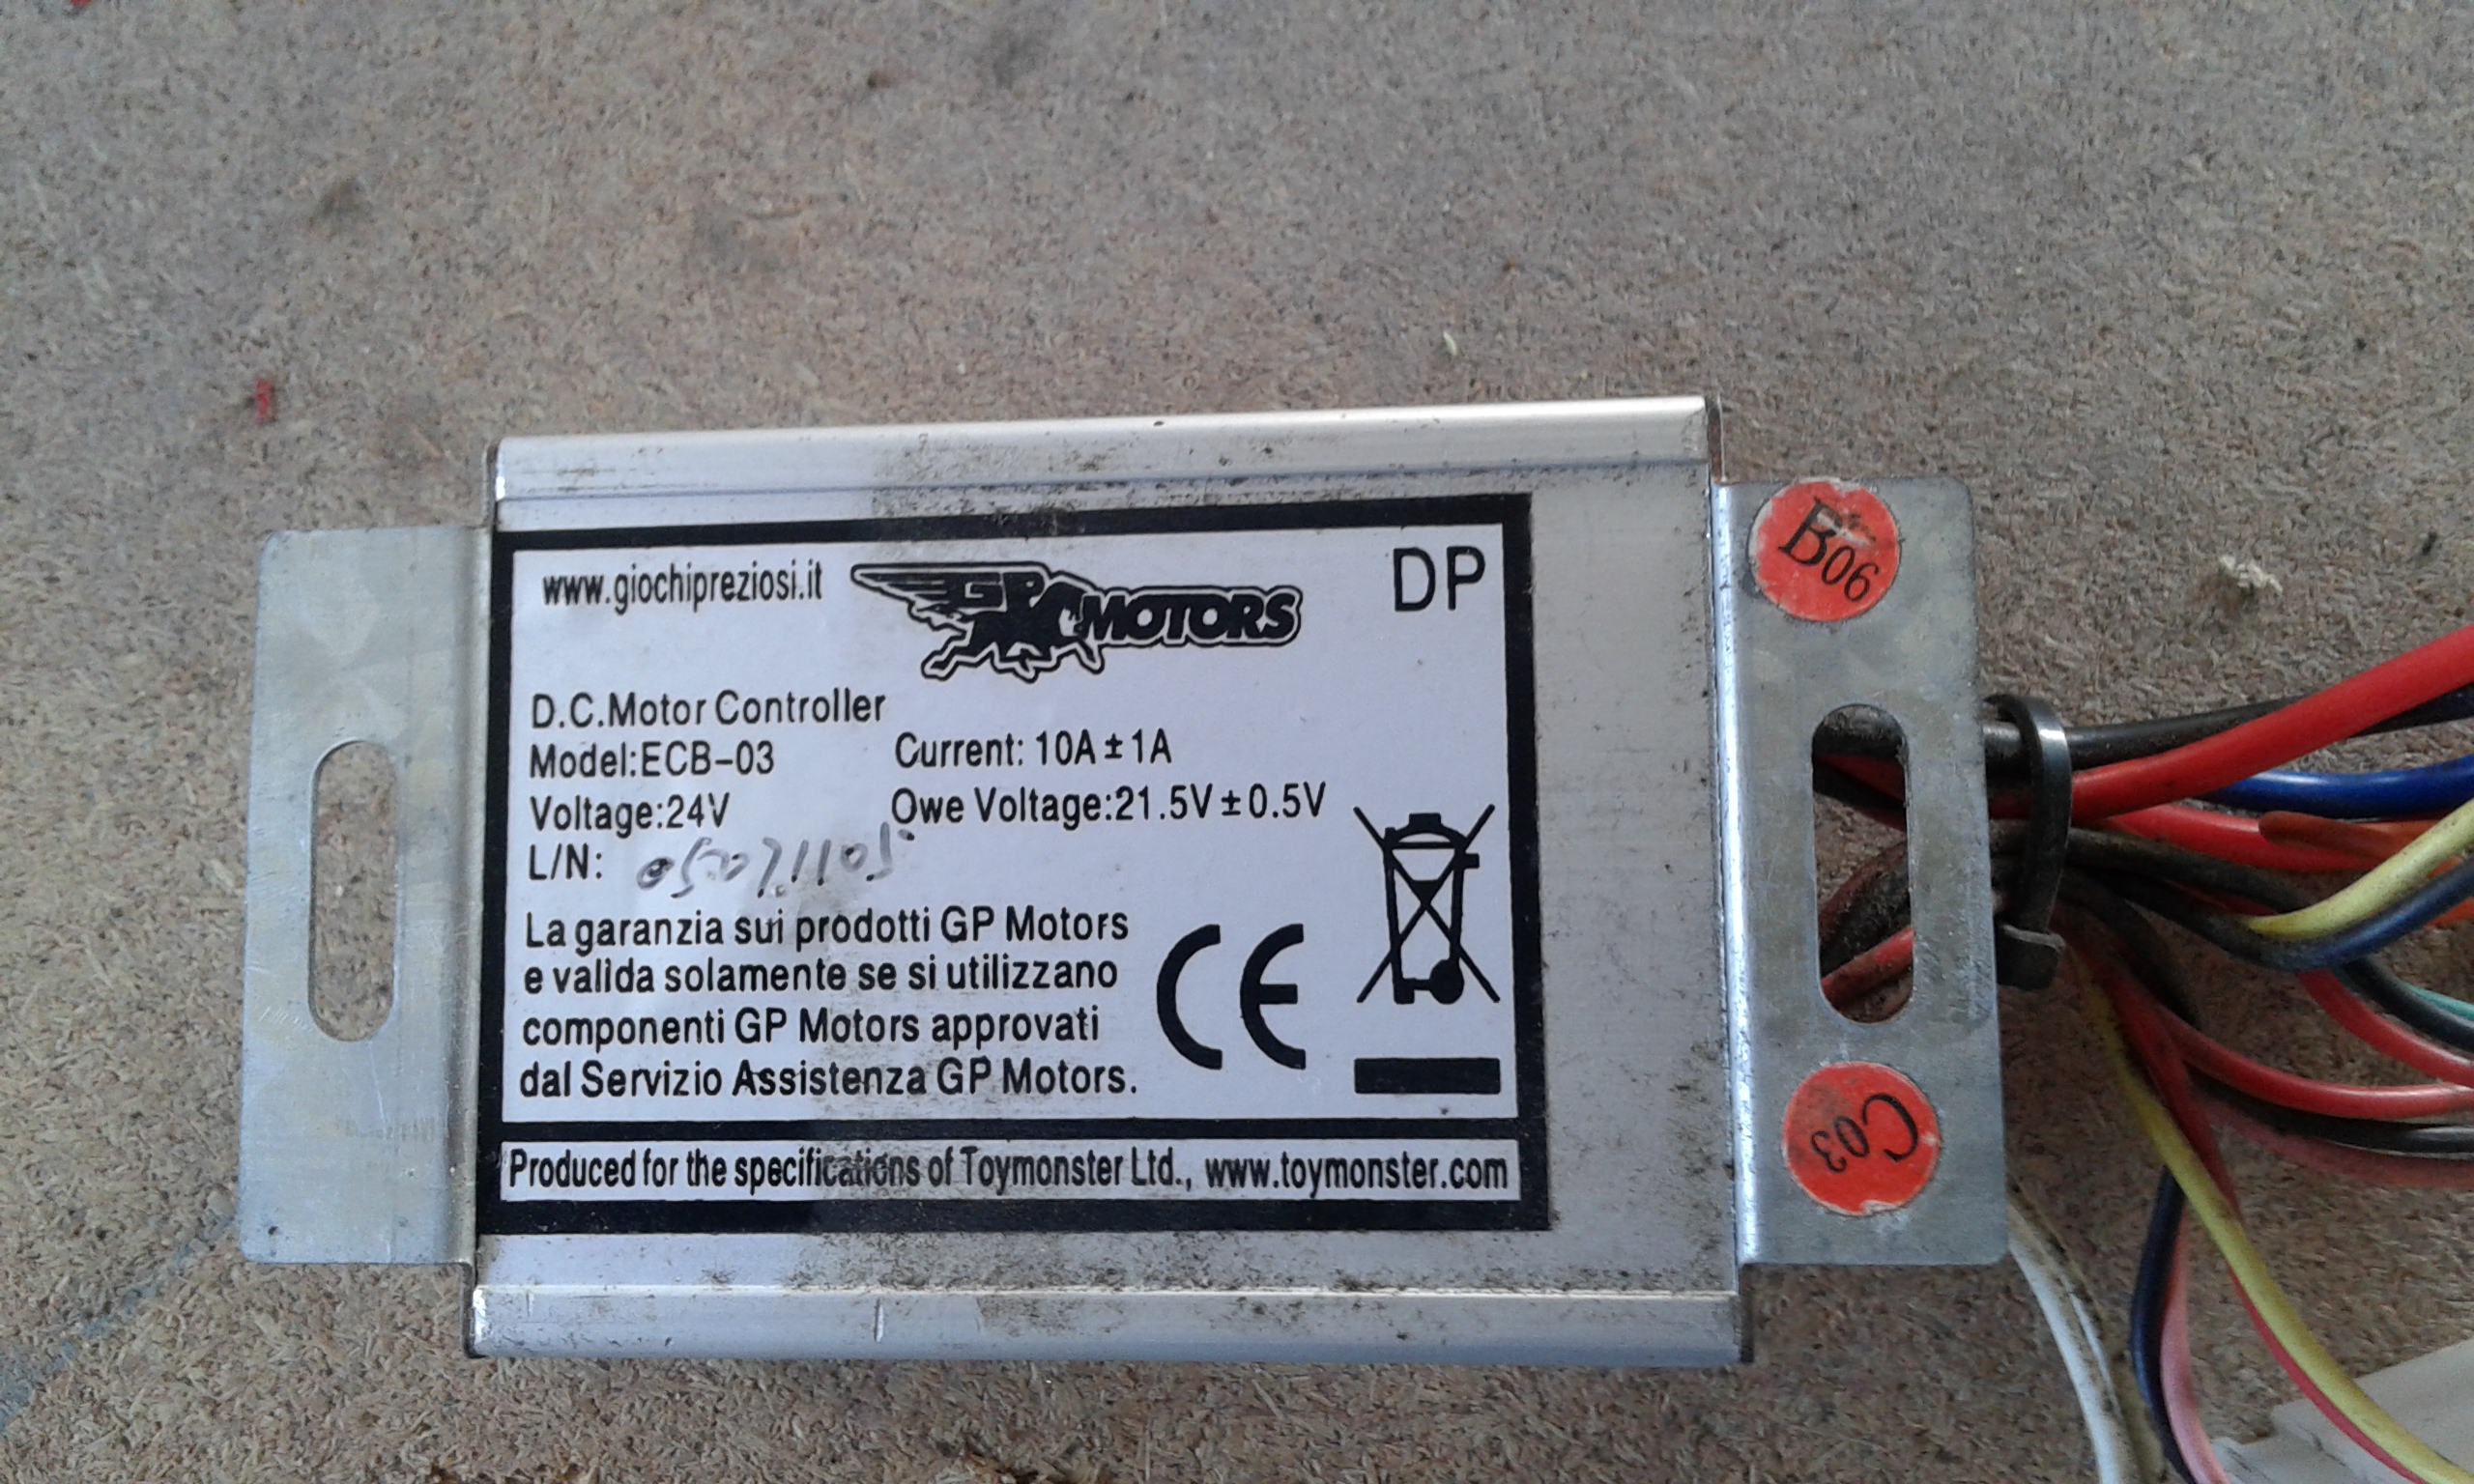 www.giochipreziosi.it
GP MOTORS
DP
B06
D.C.Motor Controller
Model:ECB-03
Current: 10A±1A
Voltage:24V
Owe Voltage:21.5V±0.5V
L/N:
La garanzia sui prodotti GP Motors
e valida solamente se si utilizzano
componenti GP Motors approvati
dal Servizio Assistenza GP Motors.
CE
C03
Produced for the specifications of Toymonster Ltd., www.toymonster.com